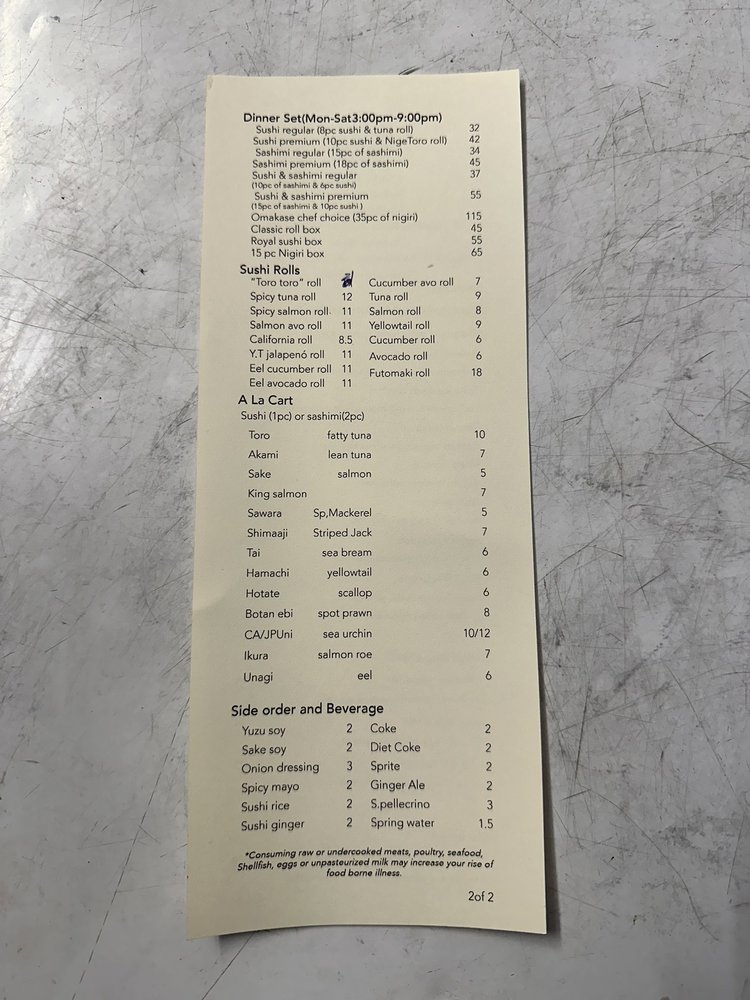 Dinner Set(Mon-Sat3:00pm-9:00pm)
Sushi regular (8pc sushi & tuna roll) 32
Sushi premium (10pc sushi & NigeToro roll) 42
Sashimi regular (15pc of sashimi) 34
Sashimi premium (18pc of sashimi) 45
Sushi & sashimi regular 37
(10pc of sashimi & 6pc sushi)
Sushi & sashimi premium 55
(15pc of sashimi & 10pc sushi )
Omakase chef choice (35pc of nigiri) 115
Classic roll box 45
Royal sushi box 55
15 pc Nigiri box 65
Sushi Rolls
"Toro toro" roll Cucumber avo roll 7
Spicy tuna roll 12 Tuna roll 9
Spicy salmon roll. 11 Salmon roll 8
Salmon avo roll 11 Yellowtail roll 9
California roll 8.5 Cucumber roll 6
Y.T jalapenó roll 11 Avocado roll 6
Eel cucumber roll 11 Futomaki roll 18
Eel avocado roll 11
A La Cart
Sushi (1pc) or sashimi(2pc)
Toro fatty tuna 10
Akami lean tuna 7
Sake salmon 5
King salmon 7
Sawara Sp,Mackerel 5
Shimaaji Striped Jack 7
Tai sea bream 6
Hamachi yellowtail 6
Hotate scallop 6
Botan ebi spot prawn 8
CA/JPUni sea urchin 10/12
Ikura salmon roe 7
Unagi eel 6
Side order and Beverage
Yuzu soy 2 Coke 2
Sake soy 2 Diet Coke 2
Onion dressing 3 Sprite 2
Spicy mayo 2 Ginger Ale 2
Sushi rice 2 S.pellecrino 3
Sushi ginger 2 Spring water 1.5
*Consuming raw or undercooked meats, poultry, seafood,
Shellfish, eggs or unpasteurized milk may increase your rise of
food borne illness.
2of 2